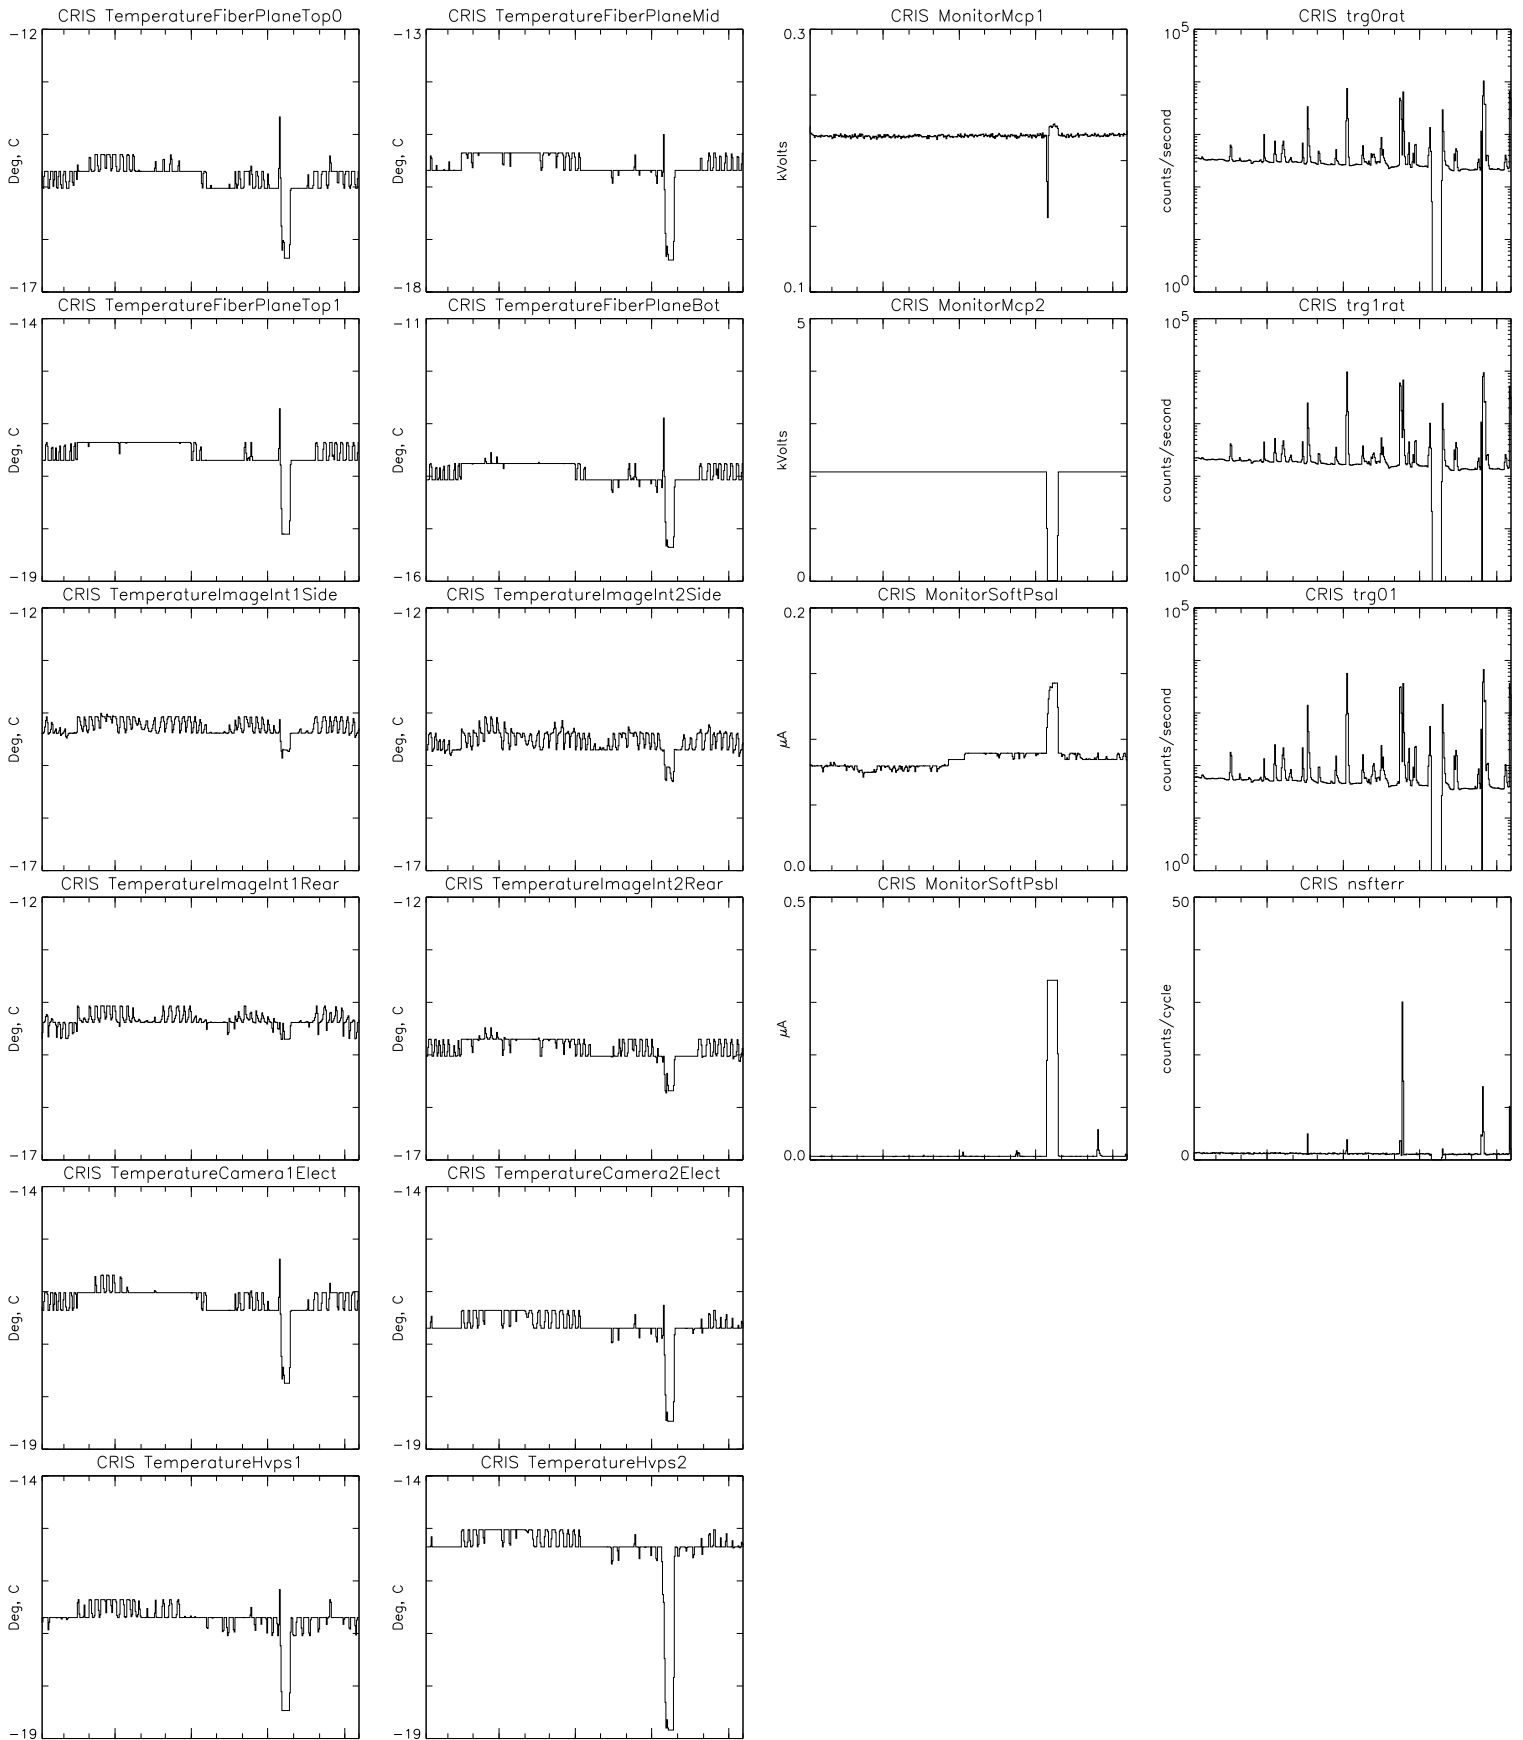 CRIS TemperatureFiberPlaneTop0
-12
Deg, C
-17
CRIS TemperatureFiberPlaneMid
-13
Deg, C
-18
CRIS MonitorMcp1
0.3
kVolts
0.1
CRIS trg0rat
10^5
counts/second
10^0
CRIS TemperatureFiberPlaneTop1
-14
Deg, C
-19
CRIS TemperatureFiberPlaneBot
-11
Deg, C
-16
CRIS MonitorMcp2
5
kVolts
0
CRIS trg1rat
10^5
counts/second
10^0
CRIS TemperatureImageInt1Side
-12
Deg, C
-17
CRIS TemperatureImageInt2Side
-12
Deg, C
-17
CRIS MonitorSoftPsaI
0.2
μA
0.0
CRIS trg01
10^5
counts/second
10^0
CRIS TemperatureImageInt1Rear
-12
Deg, C
-17
CRIS TemperatureImageInt2Rear
-12
Deg, C
-17
CRIS MonitorSoftPsbI
0.5
μA
0.0
CRIS nsfterr
50
counts/cycle
0
CRIS TemperatureCamera1Elect
-14
Deg, C
-19
CRIS TemperatureCamera2Elect
-14
Deg, C
-19
CRIS TemperatureHvps1
-14
Deg, C
-19
CRIS TemperatureHvps2
-14
Deg, C
-19